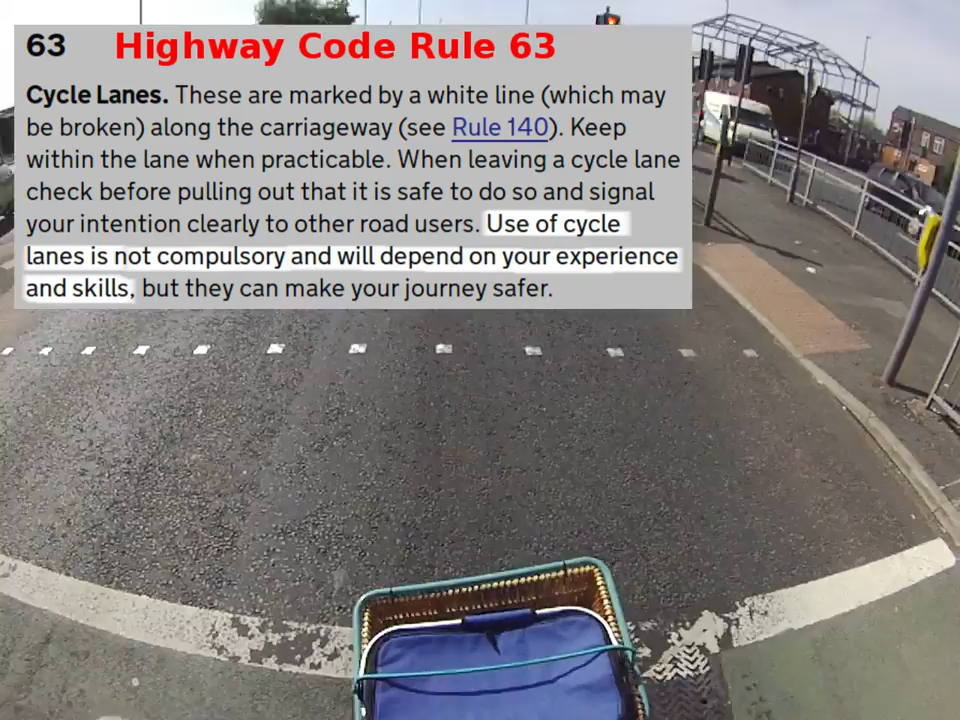 63 Highway Code Rule 63
Cycle Lanes. These are marked by a white line (which may
be broken) along the carriageway (see Rule 140). Keep
within the lane when practicable. When leaving a cycle lane
check before pulling out that it is safe to do so and signal
your intention clearly to other road users. Use of cycle
lanes is not compulsory and will depend on your experience
and skills, but they can make your journey safer.